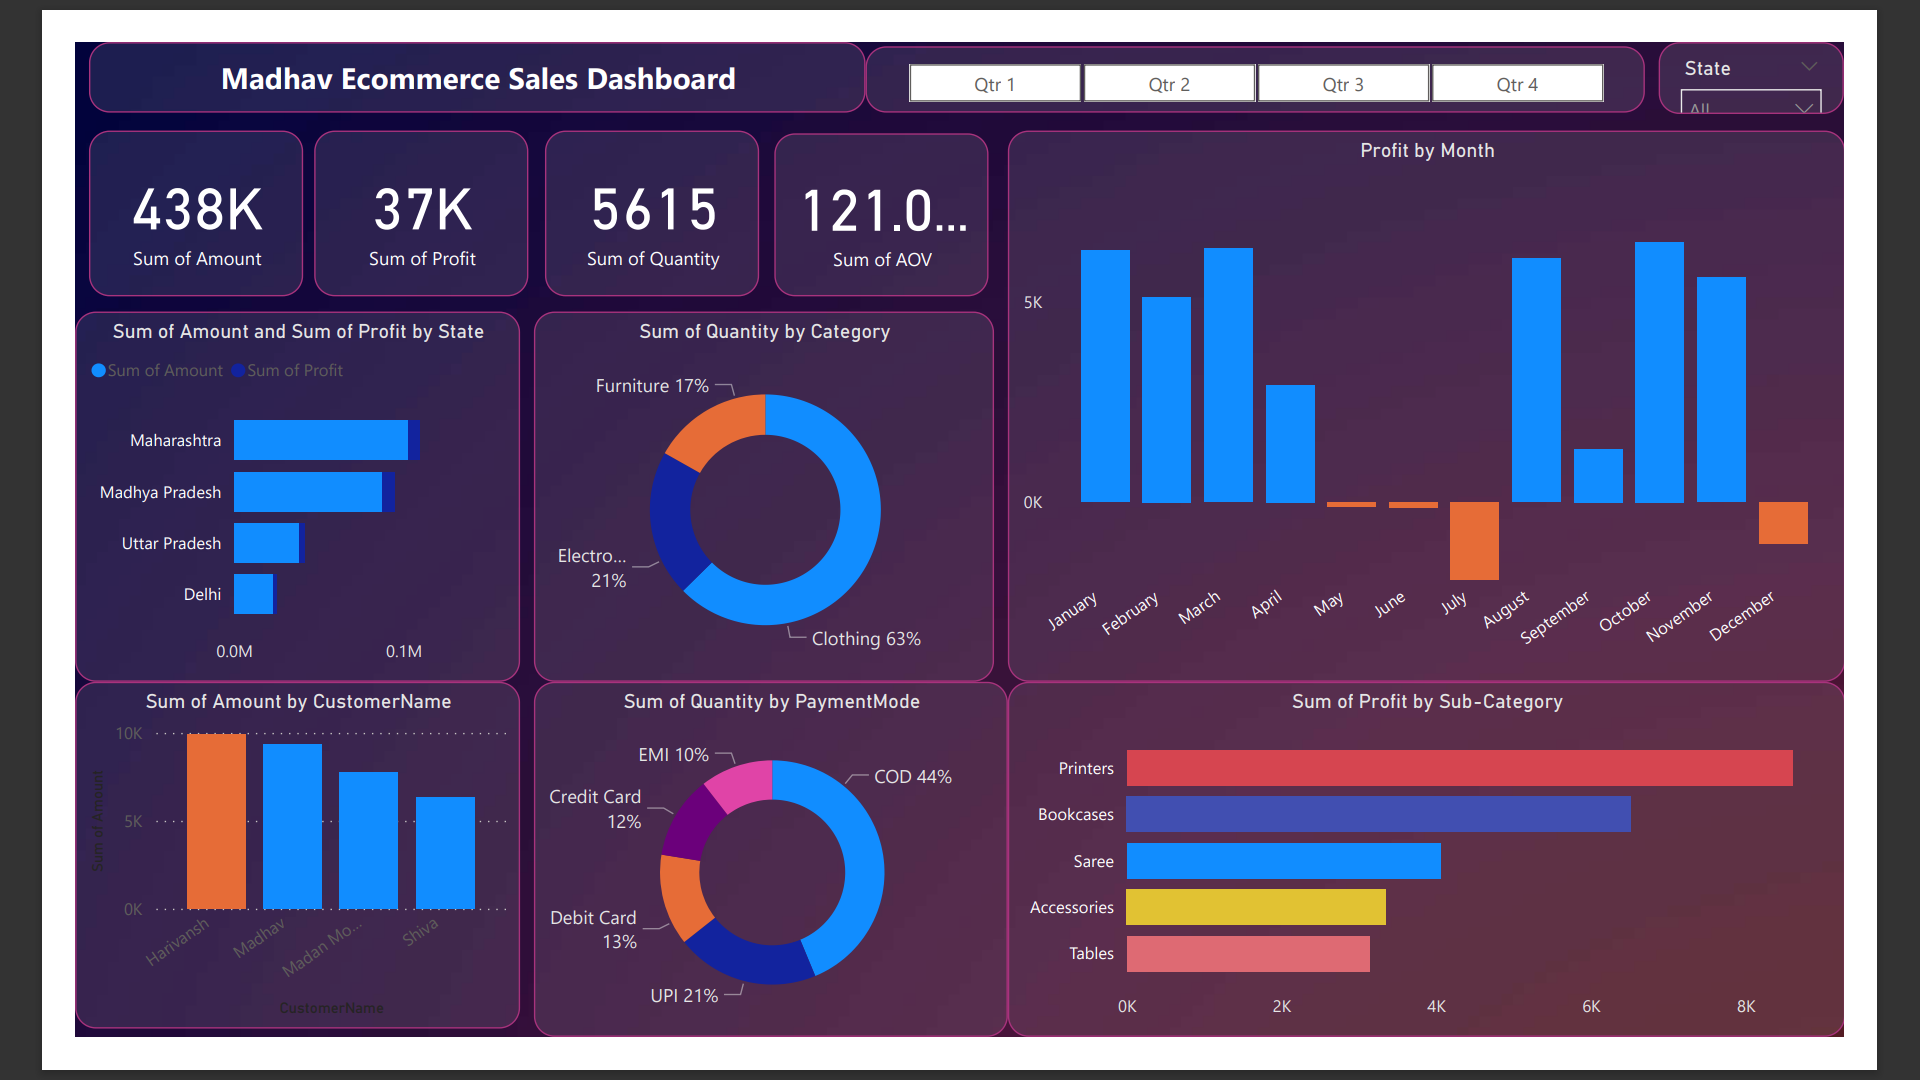 Madhav Ecommerce Sales Dashboard
Qtr 1
Qtr 2
Qtr 3
Qtr 4
State
All
438K
Sum of Amount
37K
Sum of Profit
5615
Sum of Quantity
121.0...
Sum of AOV
Profit by Month
5K
0K
January
February
March
April
May
June
July
August
September
October
November
December
Sum of Amount and Sum of Profit by State
Sum of Amount
Sum of Profit
Maharashtra
Madhya Pradesh
Uttar Pradesh
Delhi
0.0M
0.1M
Sum of Quantity by Category
Furniture 17%
Electro...
21%
Clothing 63%
Sum of Amount by CustomerName
Sum of Amount
10K
5K
0K
Harivansh
Madhav
Madan Mo...
Shiva
CustomerName
Sum of Quantity by PaymentMode
EMI 10%
COD 44%
Credit Card
12%
Debit Card
13%
UPI 21%
Sum of Profit by Sub-Category
Printers
Bookcases
Saree
Accessories
Tables
0K
2K
4K
6K
8K